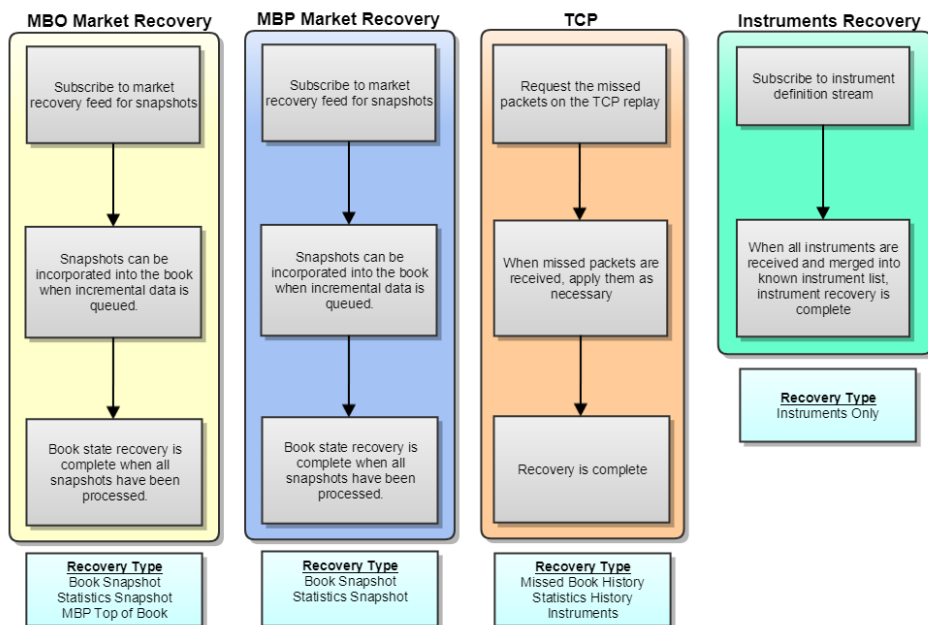 MBO Market Recovery
Subscribe to market
recovery feed for snapshots
Snapshots can be
incorporated into the book
when incremental data is
queued.
Book state recovery is
complete when all
snapshots have been
processed.
Recovery Type
Book Snapshot
Statistics Snapshot
MBP Top of Book
MBP Market Recovery
Subscribe to market
recovery feed for snapshots
Snapshots can be
incorporated into the book
when incremental data is
queued.
Book state recovery is
complete when all
snapshots have been
processed.
Recovery Type
Book Snapshot
Statistics Snapshot
TCP
Request the missed
packets on the TCP replay
When missed packets are
received, apply them as
necessary
Recovery is complete
Recovery Type
Missed Book History
Statistics History
Instruments
Instruments Recovery
Subscribe to instrument
definition stream
When all instruments are
received and merged into
known instrument list,
instrument recovery is
complete
Recovery Type
Instruments Only